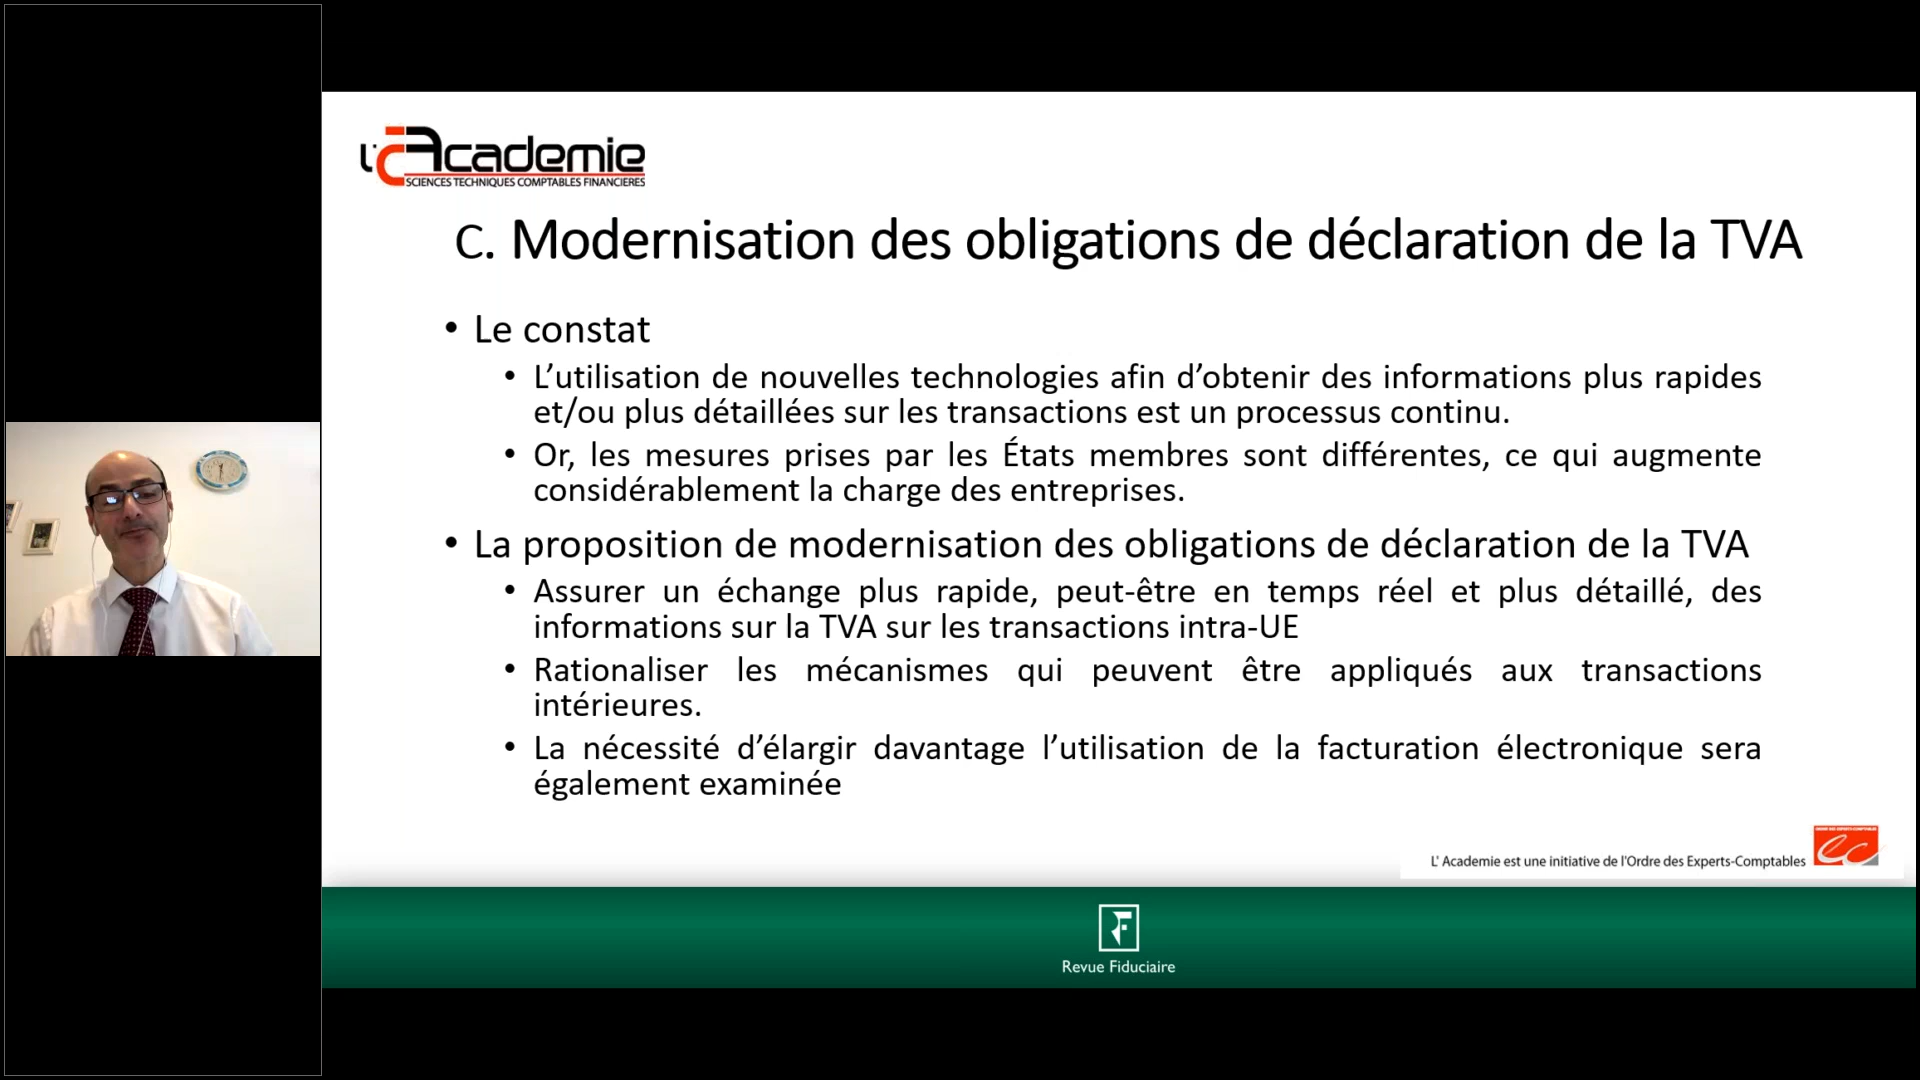 L'Academie
SCIENCES TECHNIQUES COMPTABLES FINANCIERES
C. Modernisation des obligations de déclaration de la TVA
• Le constat
• L’utilisation de nouvelles technologies afin d’obtenir des informations plus rapides
et/ou plus détaillées sur les transactions est un processus continu.
• Or, les mesures prises par les États membres sont différentes, ce qui augmente
considérablement la charge des entreprises.
• La proposition de modernisation des obligations de déclaration de la TVA
• Assurer un échange plus rapide, peut-être en temps réel et plus détaillé, des
informations sur la TVA sur les transactions intra-UE
• Rationaliser les mécanismes qui peuvent être appliqués aux transactions
intérieures.
• La nécessité d’élargir davantage l’utilisation de la facturation électronique sera
également examinée
ORDRE DES EXPERTS-COMPTABLES
ec
L' Academie est une initiative de l'Ordre des Experts-Comptables
RF
Revue Fiduciaire